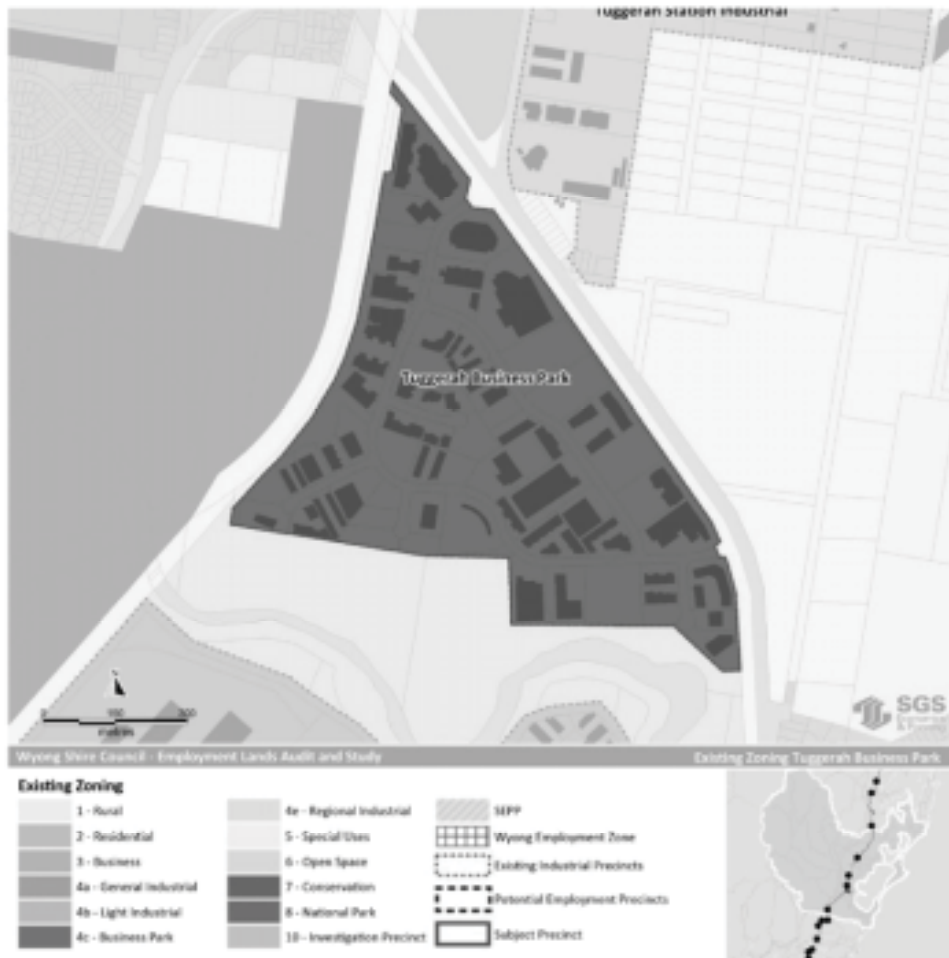 Tuggerah Station Industrial
Tuggerah Business Park
metres
SGS
Wyong Shire Council - Employment Lands Audit and Study
Existing Zoning Tuggerah Business Park
Existing Zoning
1 - Rural
2 - Residential
3 - Business
4a - General Industrial
4b - Light Industrial
4c - Business Park
4e - Regional Industrial
5 - Special Uses
6 - Open Space
7 - Conservation
8 - National Park
10 - Investigation Precinct
SEPP
Wyong Employment Zone
Existing Industrial Precincts
Potential Employment Precincts
Subject Precinct